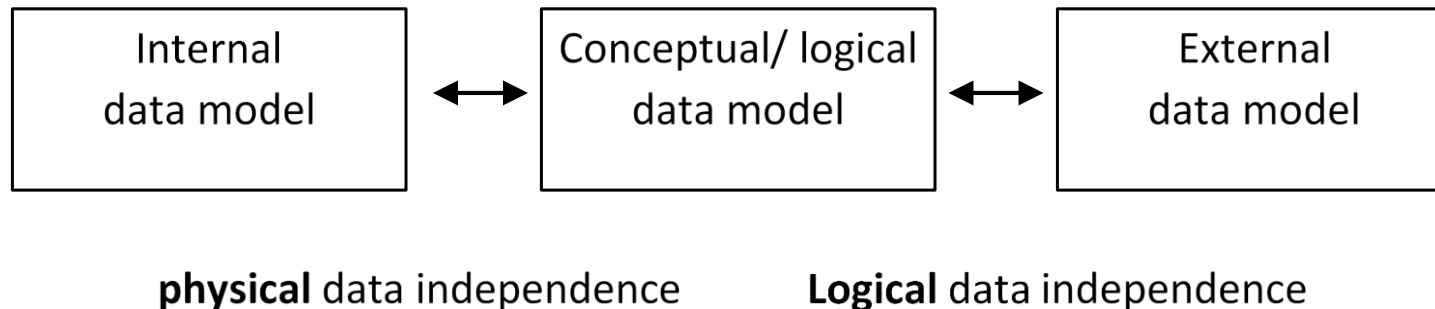 Internal
data model
Conceptual/ logical
data model
External
data model
physical data independence
Logical data independence